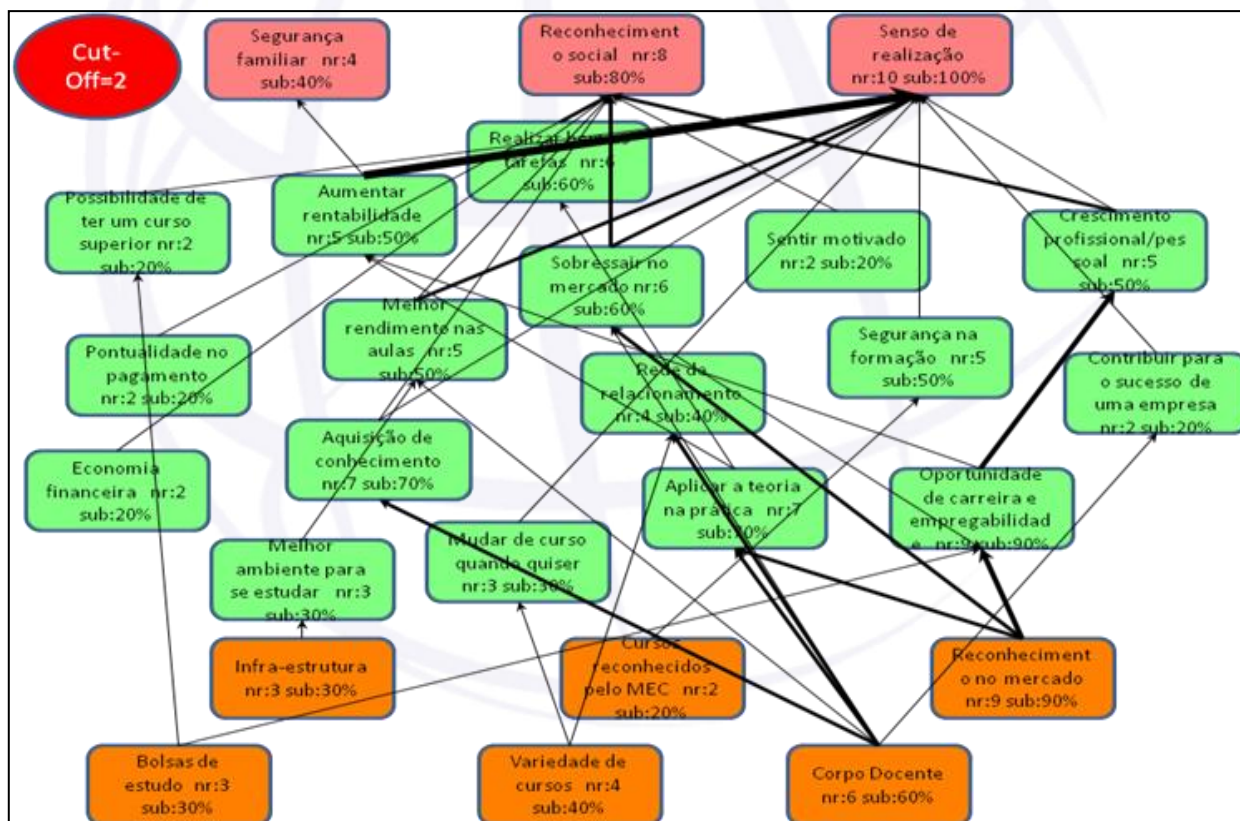 Cut-
Off=2
Segurança
familiar nr:4
sub:40%
Reconheciment
o social nr:8
sub:80%
Senso de
realização
nr:10 sub:100%
Realizar
tarefas nr:6
sub:60%
Possibilidade de
ter um curso
superior nr:2
sub:20%
Aumentar
rentabilidade
nr:5 sub:50%
Sobressair no
mercado nr:6
sub:60%
Sentir motivado
nr:2 sub:20%
Crescimento
profissional/pes
soal nr:5
sub:50%
Pontualidade no
pagamento
nr:2 sub:20%
Melhor
rendimento nas
aulas nr:5
sub:50%
Rede de
relacionamento
nr:4 sub:40%
Segurança na
formação nr:5
sub:50%
Contribuir para
o sucesso de
uma empresa
nr:2 sub:20%
Economia
financeira nr:2
sub:20%
Aquisição de
conhecimento
nr:7 sub:70%
Aplicar a teoria
na prática nr:7
sub:70%
Oportunidade
de carreira e
empregabilidad
e nr:9 sub:90%
Melhor
ambiente para
se estudar nr:3
sub:30%
Mudar de curso
quando quiser
nr:3 sub:30%
Infra-estrutura
nr:3 sub:30%
Cursos
reconhecidos
pelo MEC nr:2
sub:20%
Reconheciment
o no mercado
nr:9 sub:90%
Bolsas de
estudo nr:3
sub:30%
Variedade de
cursos nr:4
sub:40%
Corpo Docente
nr:6 sub:60%